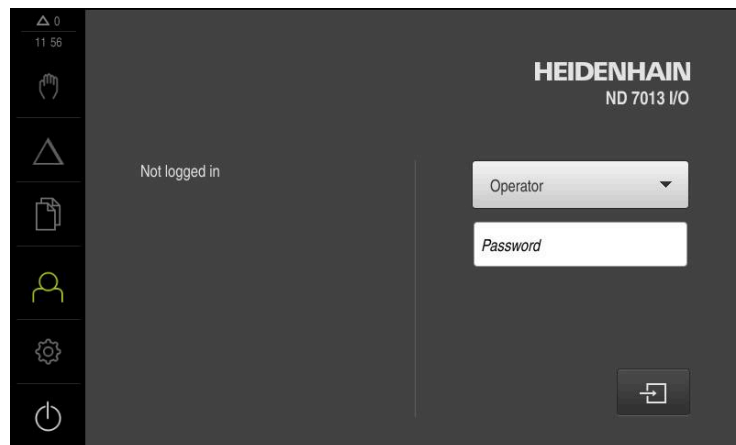 △ 0
11 56
HEIDENHAIN
ND 7013 I/O
Not logged in
Operator
Password